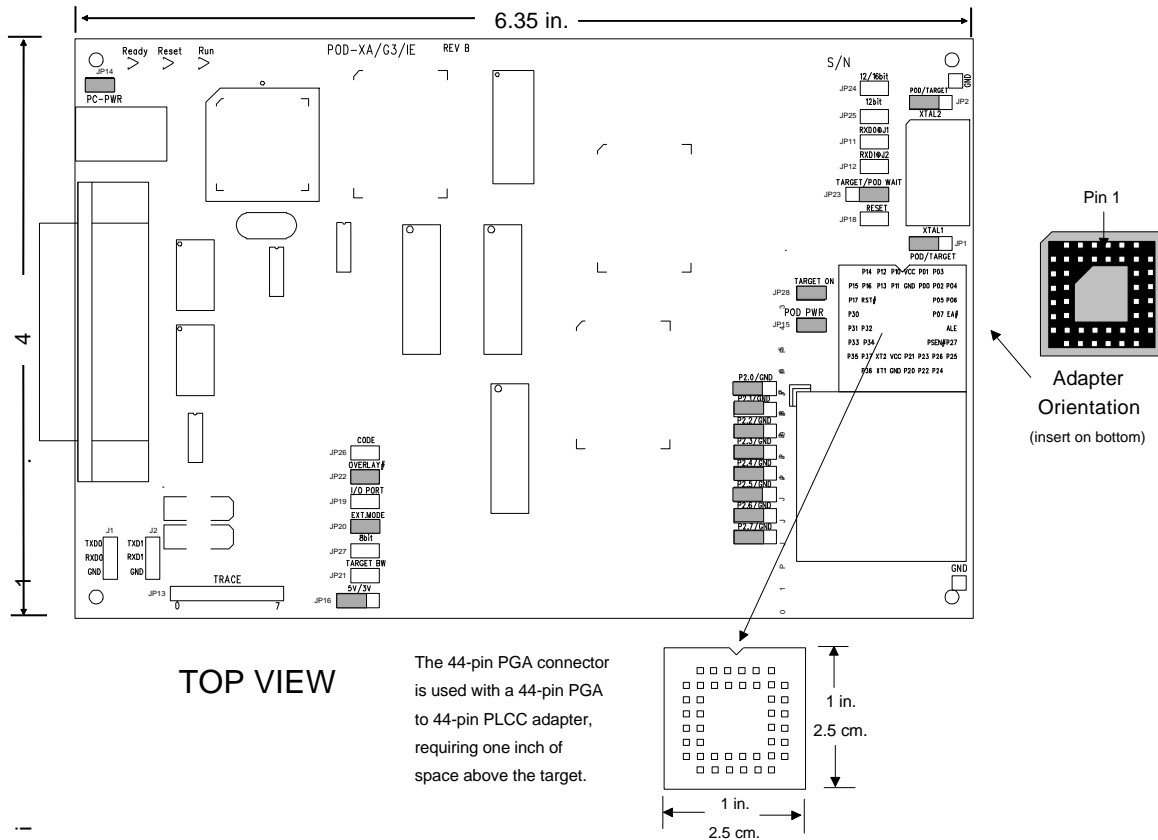 6.35 in.
4
.
1
i
Ready Reset Run
POD-XA/G3/IE REV B
S/N
JP14
PC-PWR
12/16bit
JP24
12bit
JP25
RXD0@J1
JP11
RXD1@J2
JP12
TARGET/POD WAIT
JP23
RESET
JP18
GND
POD/TARGET
JP2
XTAL2
XTAL1
JP1
POD/TARGET
TARGET ON
JP28
POD PWR
JP15
P14 P12 P10 VCC P01 P03
P15 P16 P13 P11 GND P00 P02 P04
P17 RST# P05 P06
P30 P07 EA#
P31 P32 ALE
P33 P34 PSEN# P27
P35 P37 XT2 VCC P21 P23 P26 P25
P36 XT1 GND P20 P22 P24
P2.0/GND
P2.1/GND
P2.2/GND
P2.3/GND
P2.4/GND
P2.5/GND
P2.6/GND
P2.7/GND
CODE
JP26
OVERLAY#
JP22
I/O PORT
JP19
EXT.MODE
JP20
8bit
JP27
TARGET BW
JP21
5V/3V
JP16
J1 J2
TXD0 TXD1
RXD0 RXD1
GND GND
TRACE
JP13
0 7
GND
Pin 1
Adapter
Orientation
(insert on bottom)
TOP VIEW
The 44-pin PGA connector
is used with a 44-pin PGA
to 44-pin PLCC adapter,
requiring one inch of
space above the target.
1 in.
2.5 cm.
1 in.
2.5 cm.